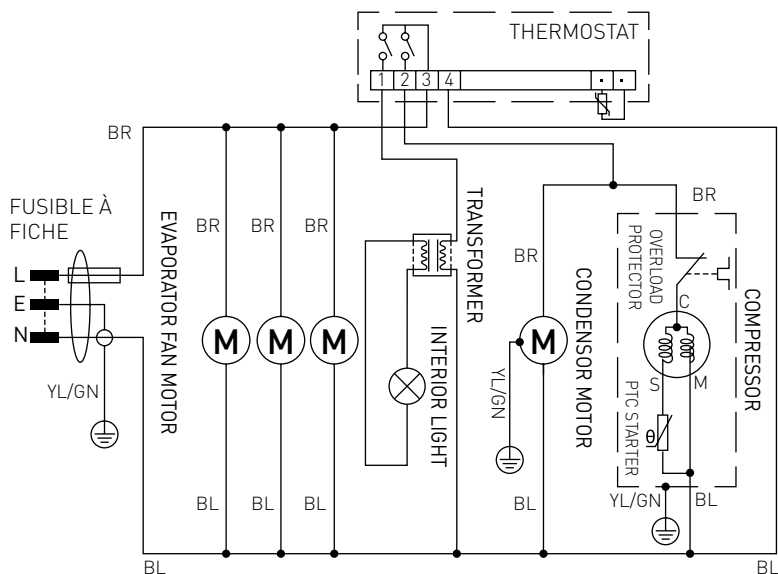 THERMOSTAT
1 2 3 4
BR
FUSIBLE À
FICHE
L
E
N
YL/GN
EVAPORATOR FAN MOTOR
BR
BR
BR
M
M
M
BL
BL
BL
TRANSFORMER
INTERIOR LIGHT
BR
M
YL/GN
CONDENSOR MOTOR
BL
BR
OVERLOAD
PROTECTOR
C
S
M
θ
PTC STARTER
COMPRESSOR
YL/GN
BL
BL
BL